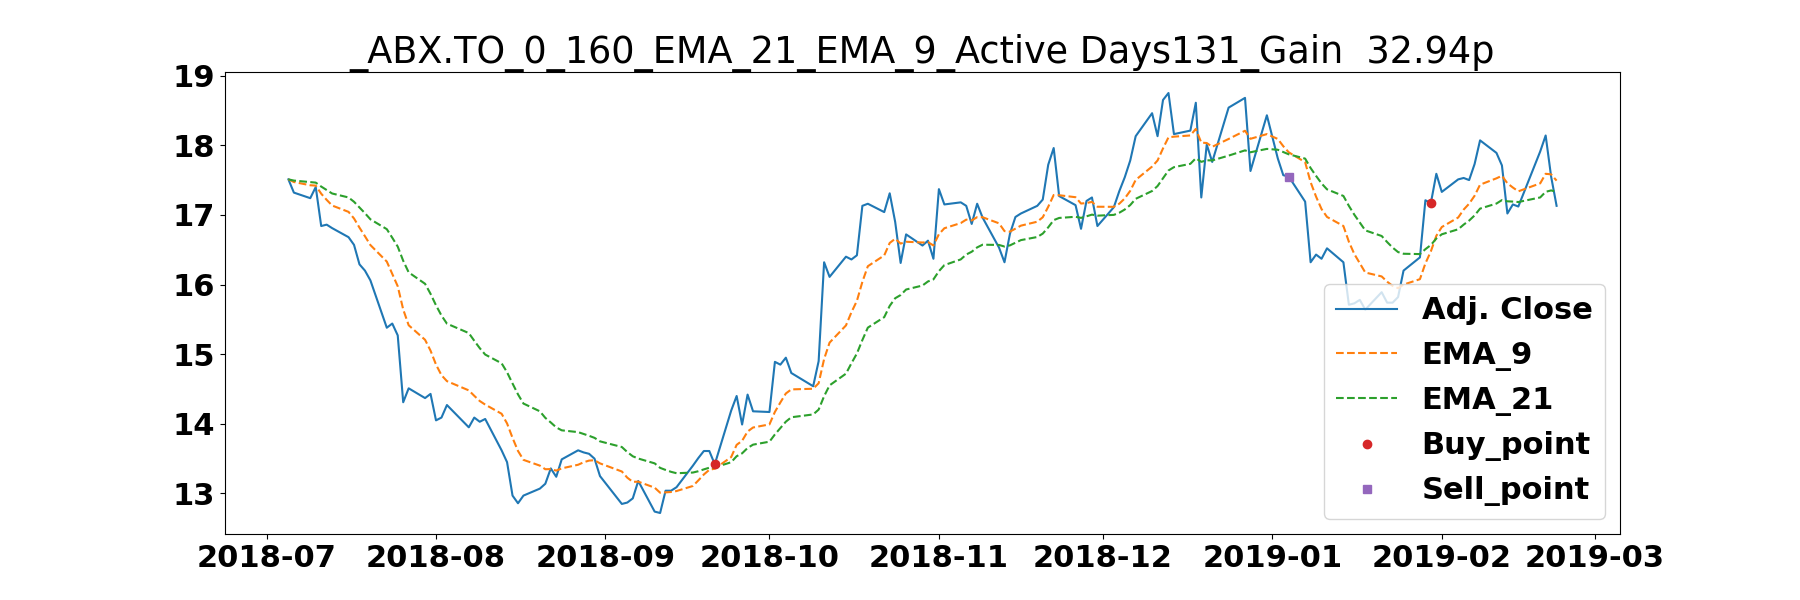 _ABX.TO_0_160_EMA_21_EMA_9_Active Days131_Gain  32.94p
19
18
17
16
15
14
13
Adj. Close
EMA_9
EMA_21
Buy_point
Sell_point
2018-07 2018-08 2018-09 2018-10 2018-11 2018-12 2019-01 2019-02 2019-03